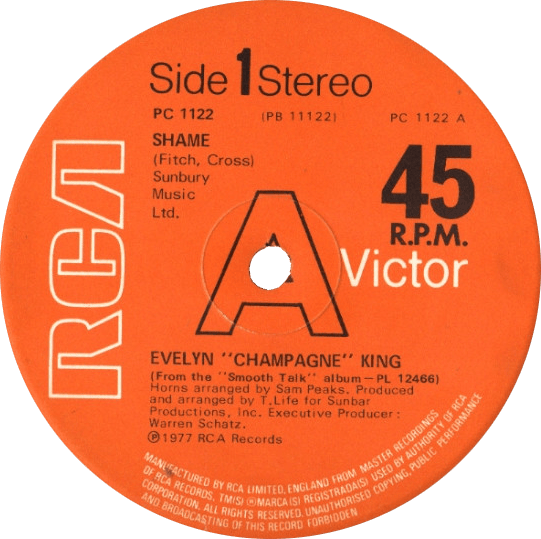 Side 1 Stereo
PC 1122 (PB 11122) PC 1122 A
SHAME
(Fitch, Cross)
Sunbury
Music
Ltd.
45
R.P.M.
RCA
A
Victor
EVELYN "CHAMPAGNE" KING
(From the "Smooth Talk" album—PL 12466)
Horns arranged by Sam Peaks. Produced
and arranged by T.Life for Sunbar
Productions, Inc. Executive Producer:
Warren Schatz.
Ⓟ1977 RCA Records
MANUFACTURED BY RCA LIMITED, ENGLAND FROM MASTER RECORDINGS
OF RCA RECORDS, TM(S) ®MARCA(S) REGISTRADA(S) USED BY AUTHORITY OF RCA
CORPORATION. ALL RIGHTS RESERVED. UNAUTHORISED COPYING, PUBLIC PERFORMANCE
AND BROADCASTING OF THIS RECORD FORBIDDEN